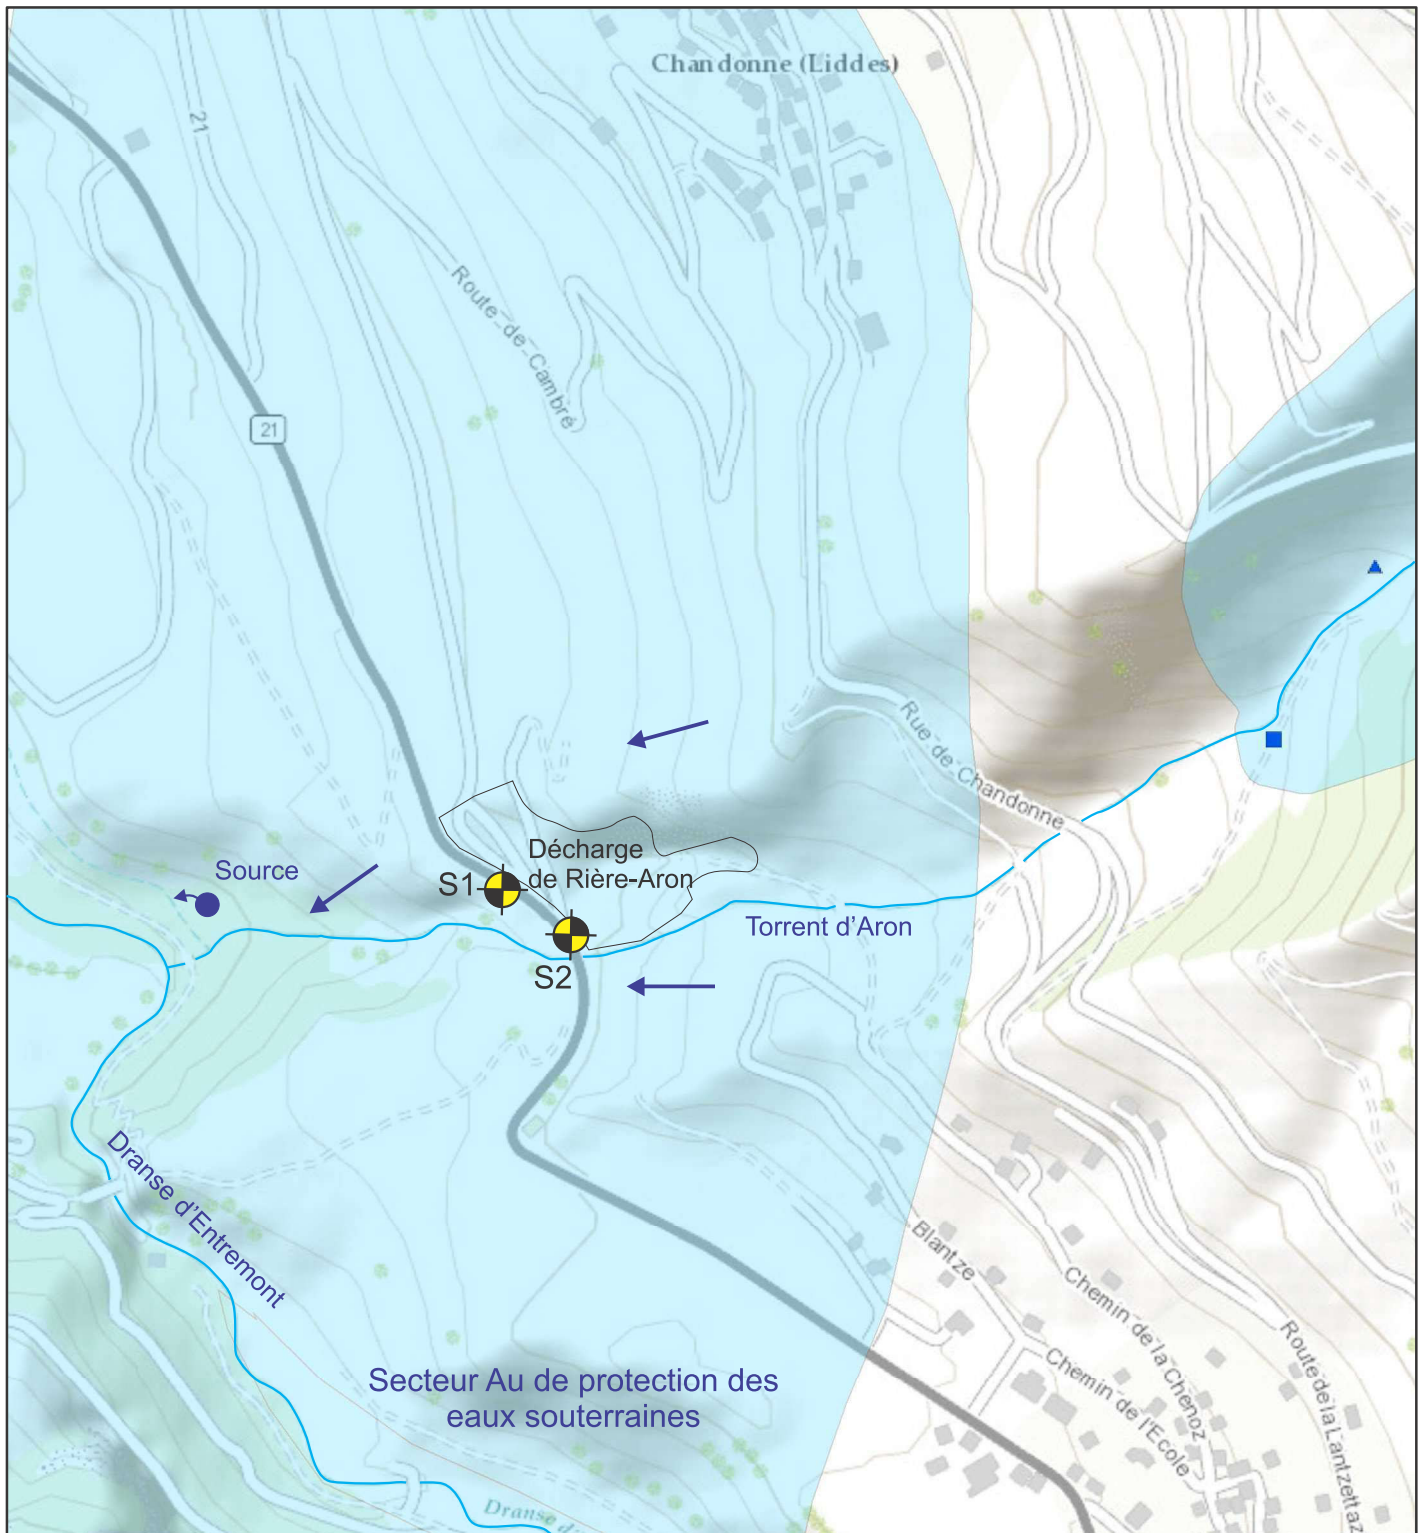 Chandonne (Liddes)
21
Route-de-Cambré
21
Rue de Chandonne
Décharge
de Rière-Aron
Source
S1
Torrent d'Aron
S2
Dranse d'Entremont
Blantze
Chemin de la Chenoz
Route de la Lantzettaz
Chemin de l'Ecole
Secteur Au de protection des
eaux souterraines
Dranse d'